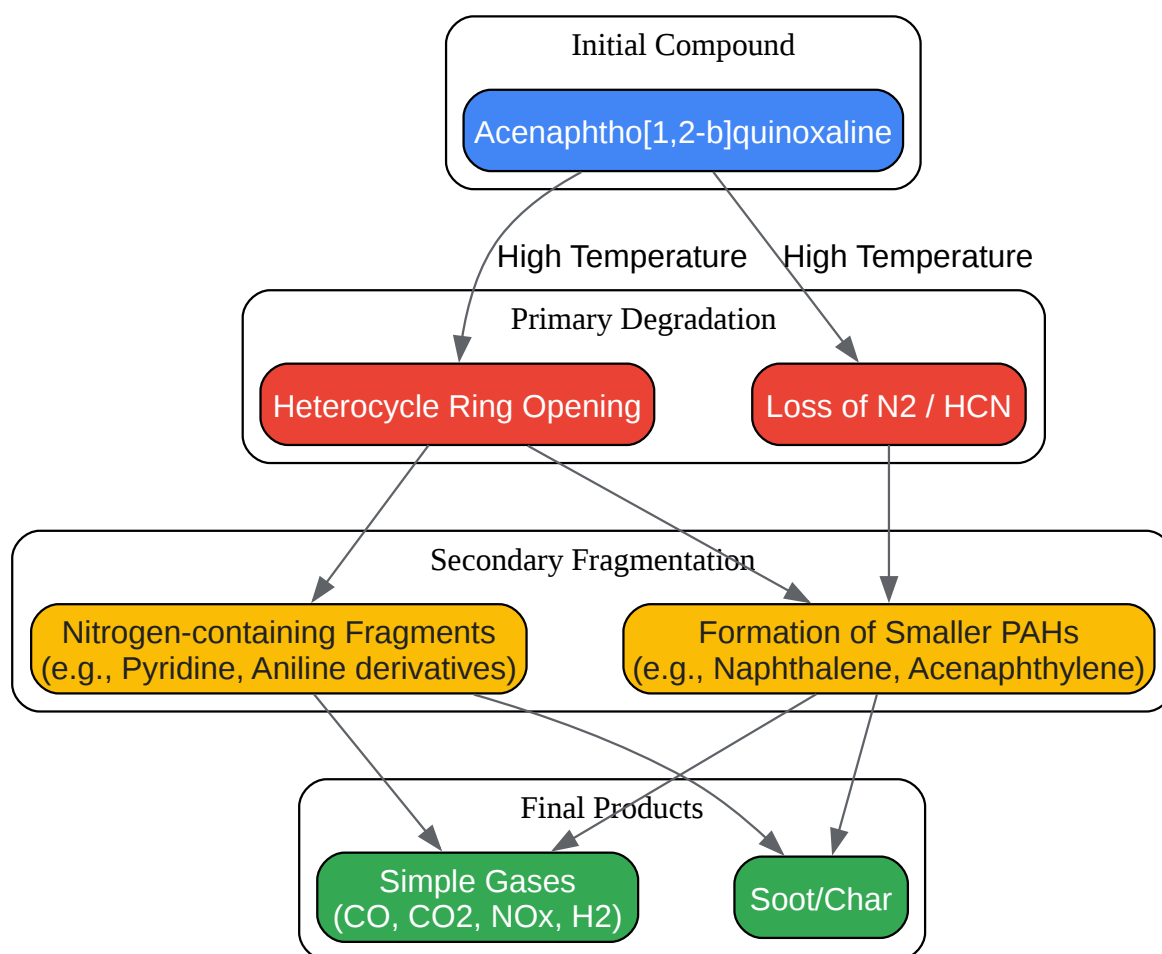 Initial Compound
Acenaphtho[1,2-b]quinoxaline
High Temperature
High Temperature
Primary Degradation
Heterocycle Ring Opening
Loss of N2 / HCN
Secondary Fragmentation
Nitrogen-containing Fragments
(e.g., Pyridine, Aniline derivatives)
Formation of Smaller PAHs
(e.g., Naphthalene, Acenaphthylene)
Final Products
Simple Gases
(CO, CO2, NOx, H2)
Soot/Char